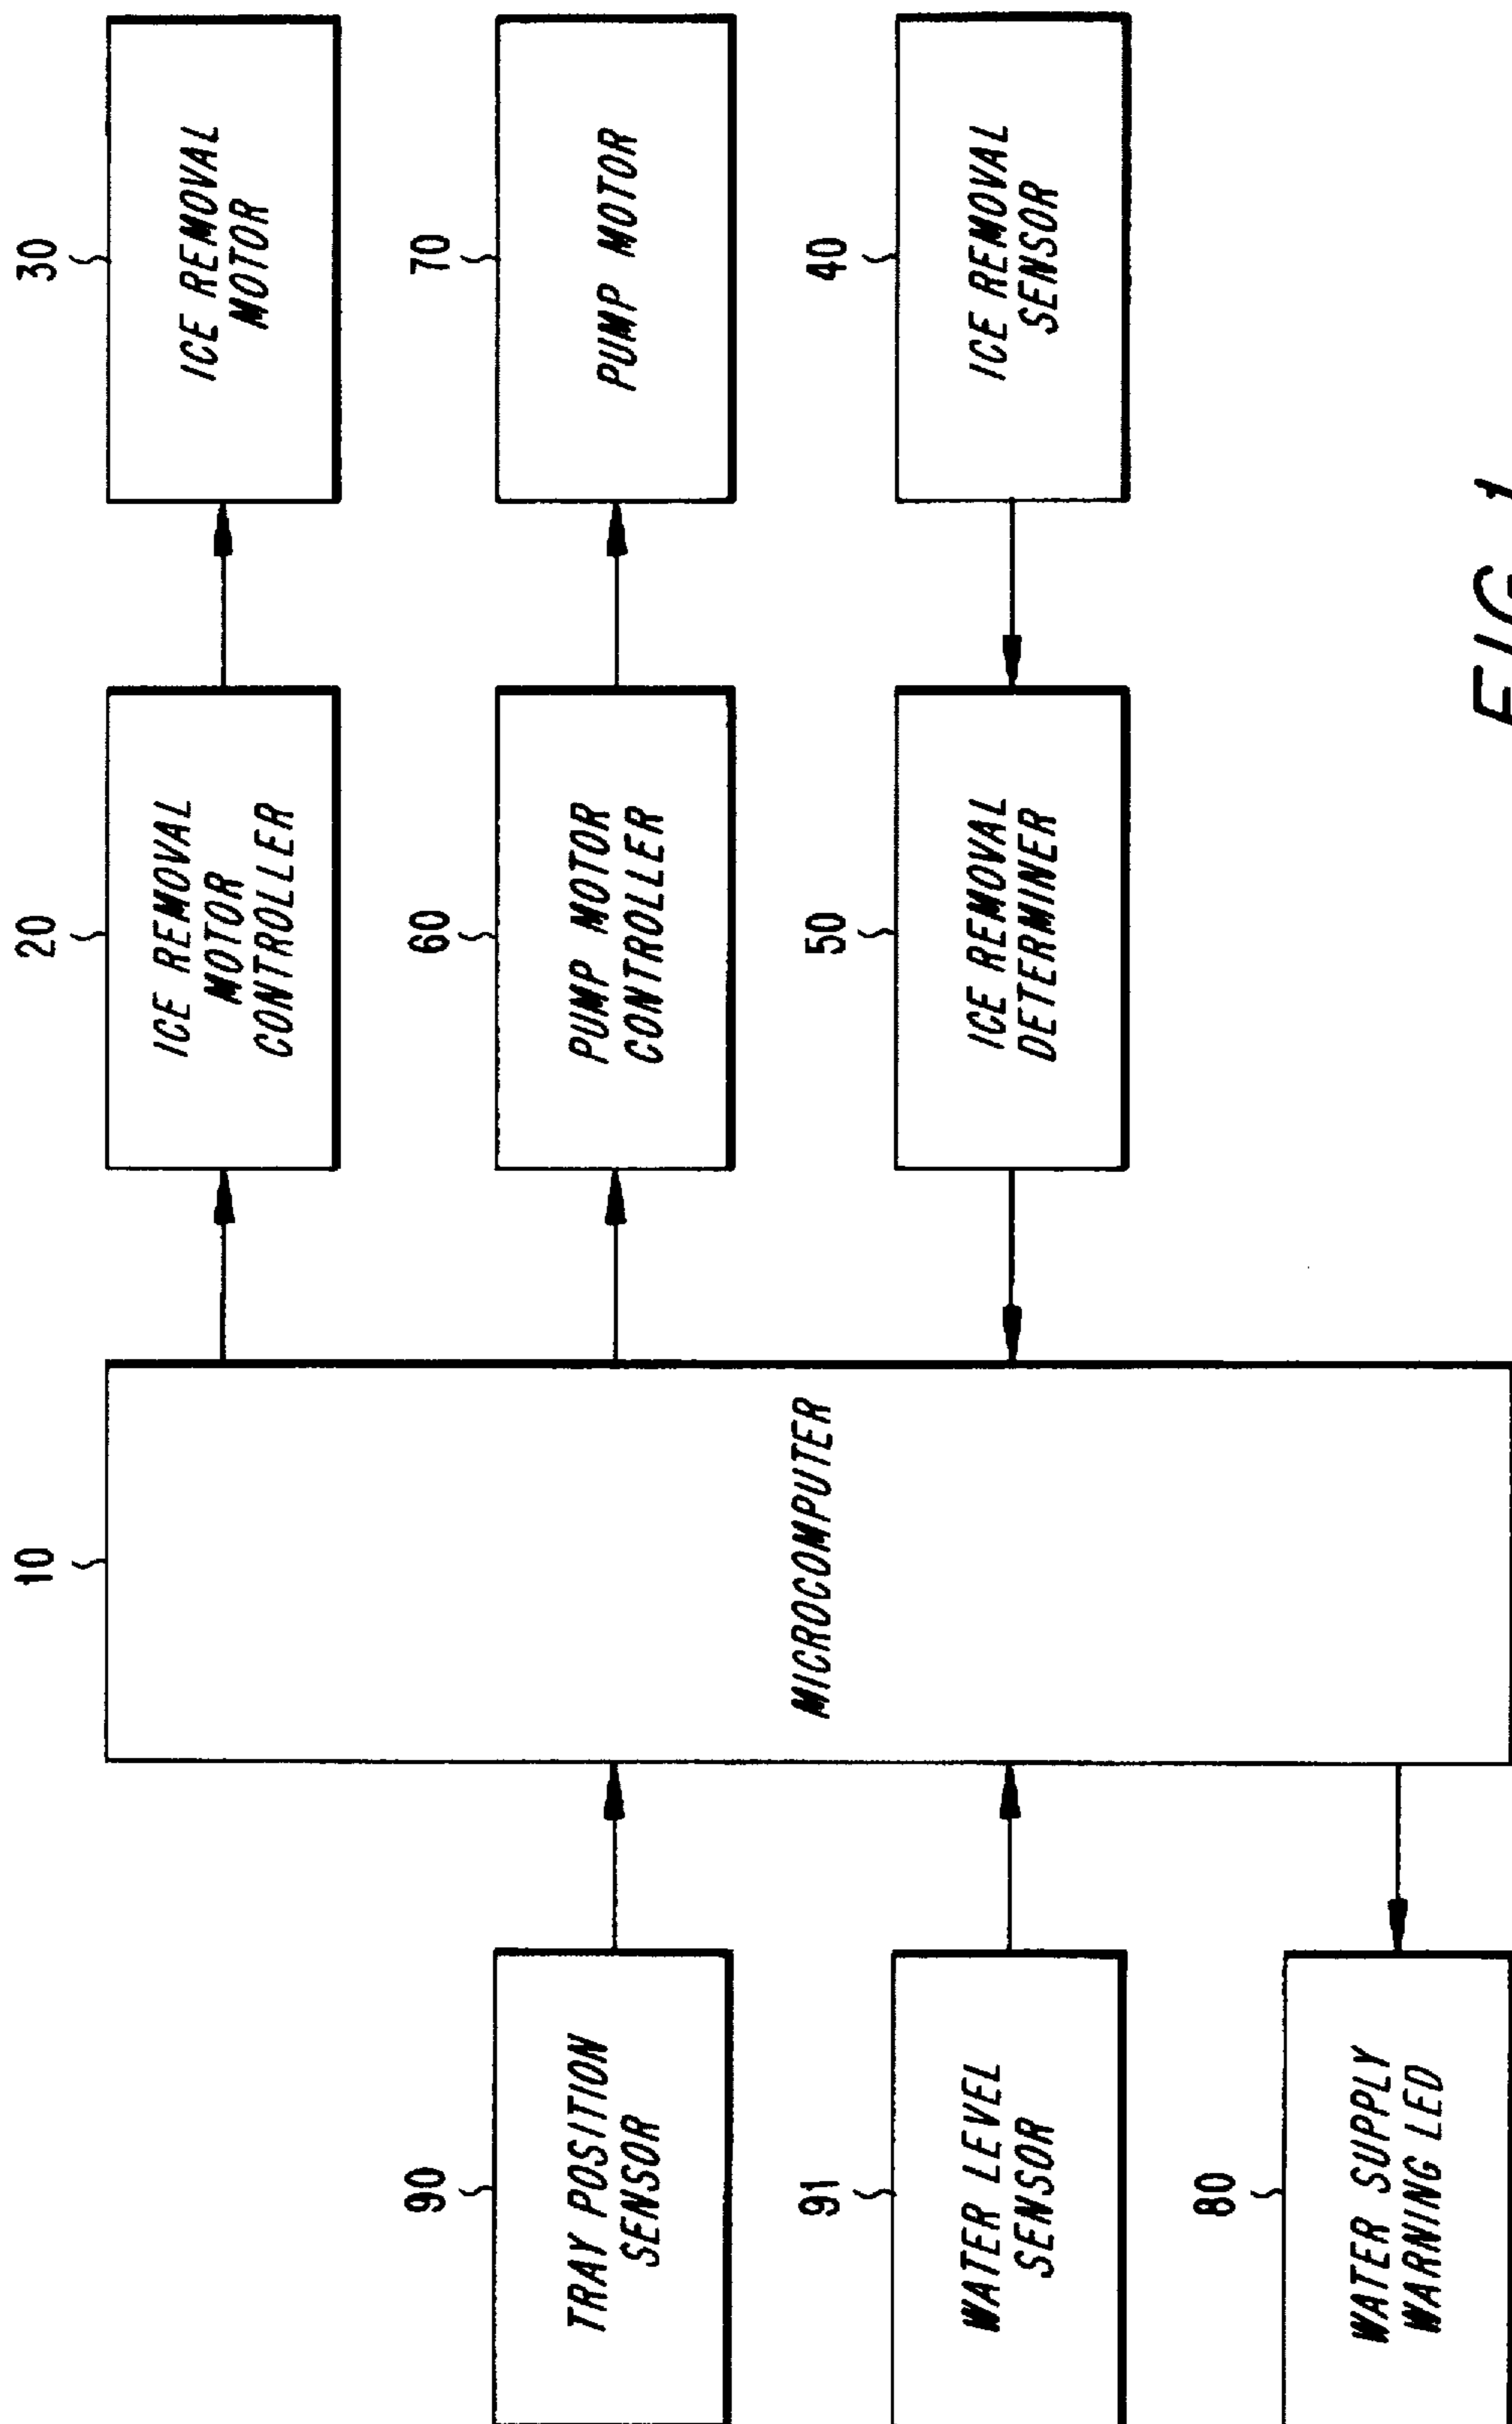 10
MICROCOMPUTER
20
ICE REMOVAL
MOTOR
CONTROLLER
30
ICE REMOVAL
MOTOR
90
TRAY POSITION
SENSOR
60
PUMP MOTOR
CONTROLLER
70
PUMP MOTOR
91
WATER LEVEL
SENSOR
50
ICE REMOVAL
DETERMINER
40
ICE REMOVAL
SENSOR
80
WATER SUPPLY
WARNING LED
FIG. 1